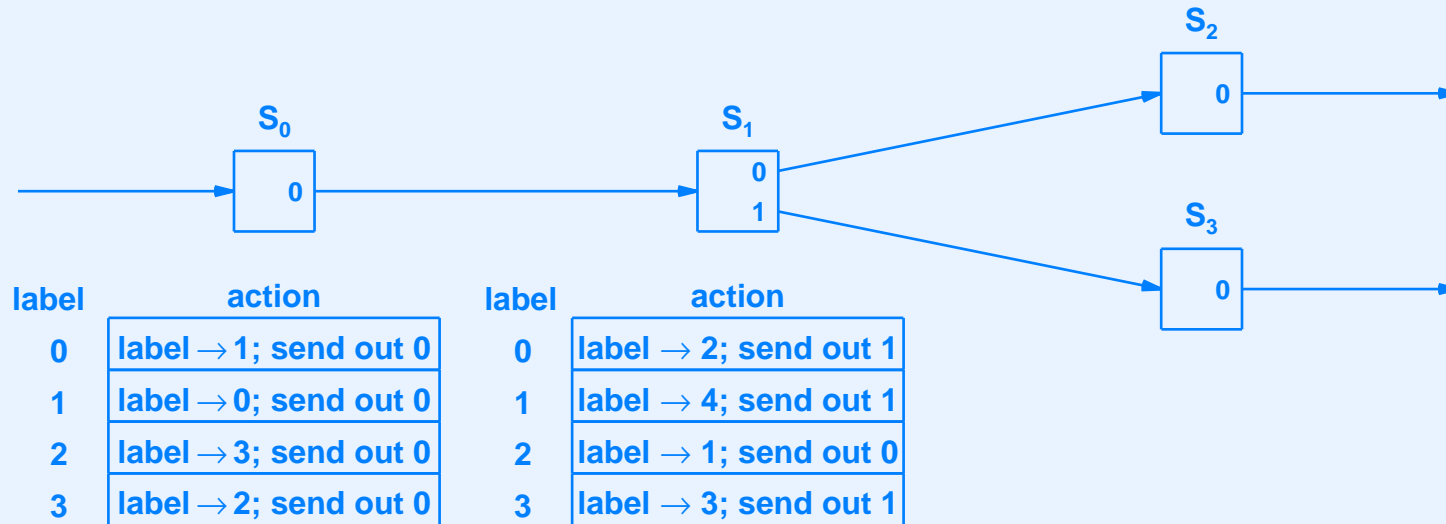 S₂
0
S₀
S₁
0
0
1
S₃
0
label action label action
0 label → 1; send out 0 0 label → 2; send out 1
1 label → 0; send out 0 1 label → 4; send out 1
2 label → 3; send out 0 2 label → 1; send out 0
3 label → 2; send out 0 3 label → 3; send out 1